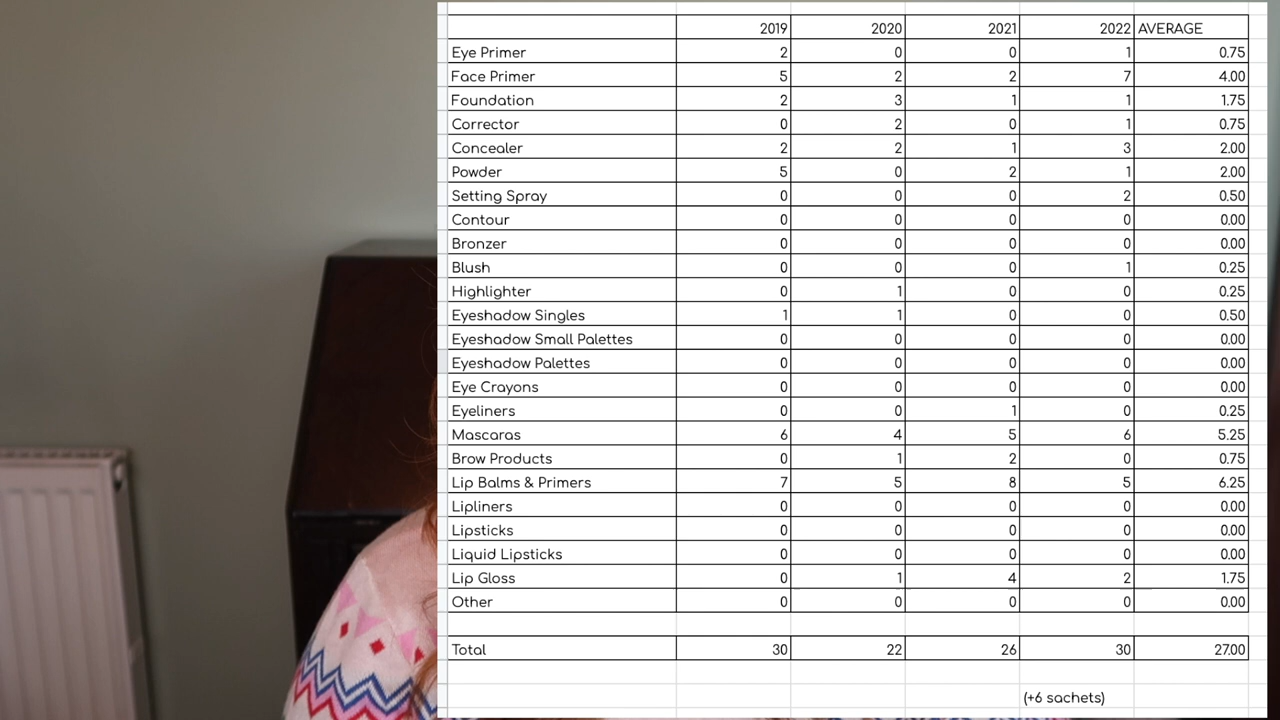 2019 2020 2021 2022 AVERAGE
Eye Primer 2 0 0 1 0.75
Face Primer 5 2 2 7 4.00
Foundation 2 3 1 1 1.75
Corrector 0 2 0 1 0.75
Concealer 2 2 1 3 2.00
Powder 5 0 2 1 2.00
Setting Spray 0 0 0 2 0.50
Contour 0 0 0 0 0.00
Bronzer 0 0 0 0 0.00
Blush 0 0 0 1 0.25
Highlighter 0 1 0 0 0.25
Eyeshadow Singles 1 1 0 0 0.50
Eyeshadow Small Palettes 0 0 0 0 0.00
Eyeshadow Palettes 0 0 0 0 0.00
Eye Crayons 0 0 0 0 0.00
Eyeliners 0 0 1 0 0.25
Mascaras 6 4 5 6 5.25
Brow Products 0 1 2 0 0.75
Lip Balms & Primers 7 5 8 5 6.25
Lipliners 0 0 0 0 0.00
Lipsticks 0 0 0 0 0.00
Liquid Lipsticks 0 0 0 0 0.00
Lip Gloss 0 1 4 2 1.75
Other 0 0 0 0 0.00
Total 30 22 26 30 27.00
(+6 sachets)